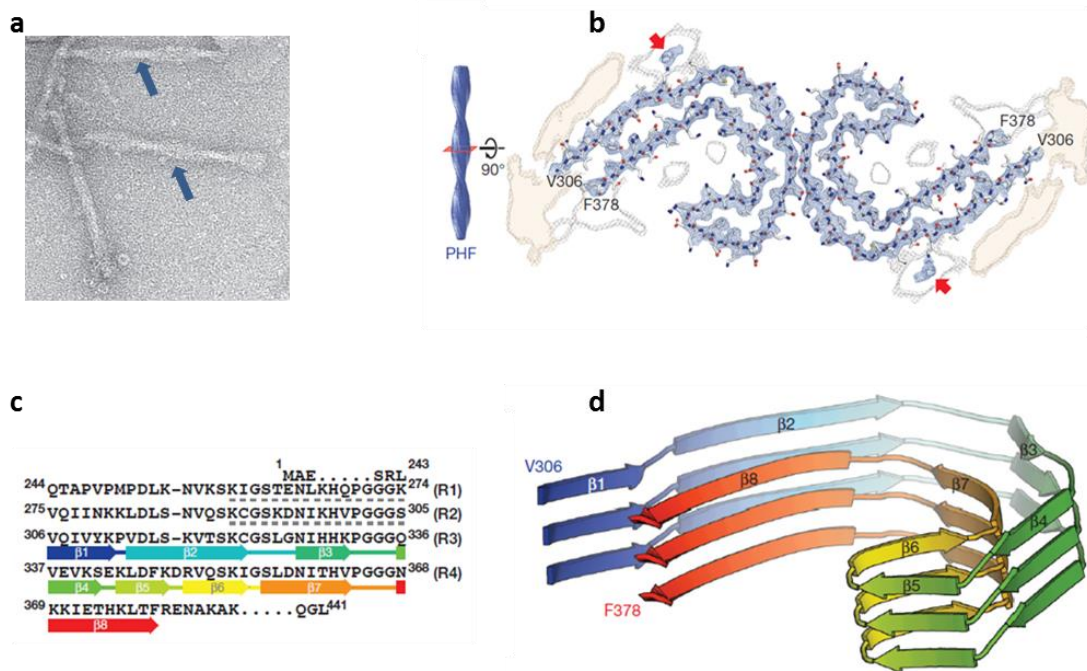 a
b
F378
V306
90°
V306
F378
PHF
c
1 MAE......SRL 243
244 QTAPVPMPDLK-NVKSKIGSTENLKHQPGGGK 274 (R1)
275 VQIINKKLDLS-NVQSKCGSKDNIKHVPGGGS 305 (R2)
306 VQIVYKPVDLS-KVTSKCGSLGNIHHKPGGGQ 336 (R3)
β1 β2 β3
337 VEVKSEKLDFKDRVQSKIGSLDNITHVPGGGN 368 (R4)
β4 β5 β6 β7
369 KKIETHKLTFRENAKAK.....QGL 441
β8
d
β2
β3
V306
β1
β8
β7
β4
β6
β5
F378